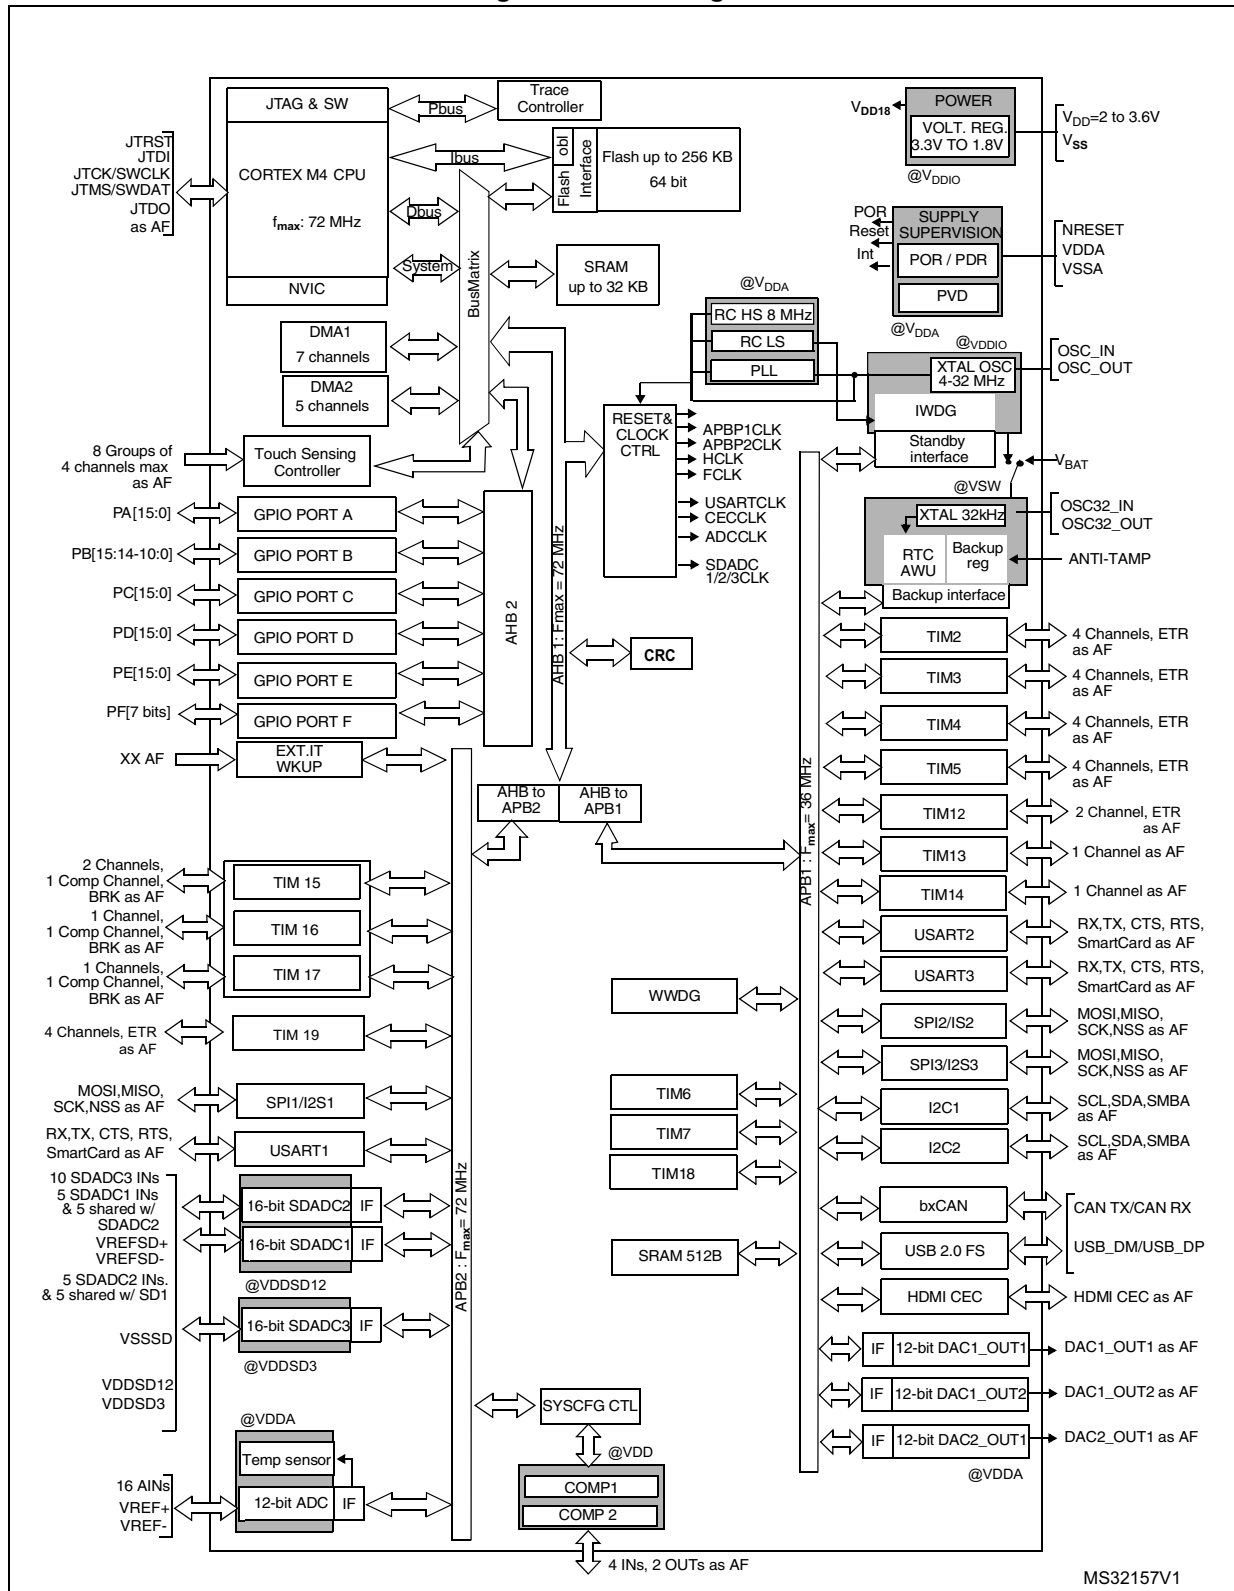 JTAG & SW
Pbus
Trace
Controller
JTRST
JTDI
JTCK/SWCLK
JTMS/SWDAT
JTDO
as AF
CORTEX M4 CPU
fmax: 72 MHz
NVIC
Ibus
Dbus
System
BusMatrix
Flash
obl
Interface
Flash up to 256 KB
64 bit
SRAM
up to 32 KB
DMA1
7 channels
DMA2
5 channels
8 Groups of
4 channels max
as AF
Touch Sensing
Controller
VDD18
POWER
VOLT. REG.
3.3V TO 1.8V
@VDDIO
VDD=2 to 3.6V
VSS
POR
Reset
Int
SUPPLY
SUPERVISION
POR / PDR
PVD
@VDDA
NRESET
VDDA
VSSA
@VDDA
RC HS 8 MHz
RC LS
PLL
@VDDIO
XTAL OSC
4-32 MHz
IWDG
Standby
interface
OSC_IN
OSC_OUT
VBAT
RESET&
CLOCK
CTRL
APBP1CLK
APBP2CLK
HCLK
FCLK
USARTCLK
CECCLK
ADCCLK
SDADC
1/2/3CLK
@VSW
XTAL 32kHz
RTC
AWU
Backup
reg
Backup interface
OSC32_IN
OSC32_OUT
ANTI-TAMP
PA[15:0]
GPIO PORT A
PB[15:14-10:0]
GPIO PORT B
PC[15:0]
GPIO PORT C
PD[15:0]
GPIO PORT D
PE[15:0]
GPIO PORT E
PF[7 bits]
GPIO PORT F
AHB 2
AHB 1: Fmax = 72 MHz
CRC
XX AF
EXT.IT
WKUP
AHB to
APB2
AHB to
APB1
2 Channels,
1 Comp Channel,
BRK as AF
TIM 15
1 Channel,
1 Comp Channel,
BRK as AF
TIM 16
1 Channels,
1 Comp Channel,
BRK as AF
TIM 17
4 Channels, ETR
as AF
TIM 19
MOSI,MISO,
SCK,NSS as AF
SPI1/I2S1
RX,TX, CTS, RTS,
SmartCard as AF
USART1
10 SDADC3 INs
5 SDADC1 INs
& 5 shared w/
SDADC2
VREFSD+
VREFSD-
5 SDADC2 INs.
& 5 shared w/ SD1
VSSSD
VDDSD12
VDDSD3
16-bit SDADC2
IF
16-bit SDADC1
IF
@VDDSD12
16-bit SDADC3
IF
@VDDSD3
@VDDA
Temp sensor
12-bit ADC
IF
16 AINs
VREF+
VREF-
APB2 : Fmax= 72 MHz
SYSCFG CTL
@VDD
COMP1
COMP 2
4 INs, 2 OUTs as AF
WWDG
TIM6
TIM7
TIM18
SRAM 512B
APB1 : Fmax= 36 MHz
TIM2
4 Channels, ETR
as AF
TIM3
4 Channels, ETR
as AF
TIM4
4 Channels, ETR
as AF
TIM5
4 Channels, ETR
as AF
TIM12
2 Channel, ETR
as AF
TIM13
1 Channel as AF
TIM14
1 Channel as AF
USART2
RX,TX, CTS, RTS,
SmartCard as AF
USART3
RX,TX, CTS, RTS,
SmartCard as AF
SPI2/IS2
MOSI,MISO,
SCK,NSS as AF
SPI3/I2S3
MOSI,MISO,
SCK,NSS as AF
I2C1
SCL,SDA,SMBA
as AF
I2C2
SCL,SDA,SMBA
as AF
bxCAN
CAN TX/CAN RX
USB 2.0 FS
USB_DM/USB_DP
HDMI CEC
HDMI CEC as AF
IF
12-bit DAC1_OUT1
DAC1_OUT1 as AF
IF
12-bit DAC1_OUT2
DAC1_OUT2 as AF
IF
12-bit DAC2_OUT1
DAC2_OUT1 as AF
@VDDA
MS32157V1